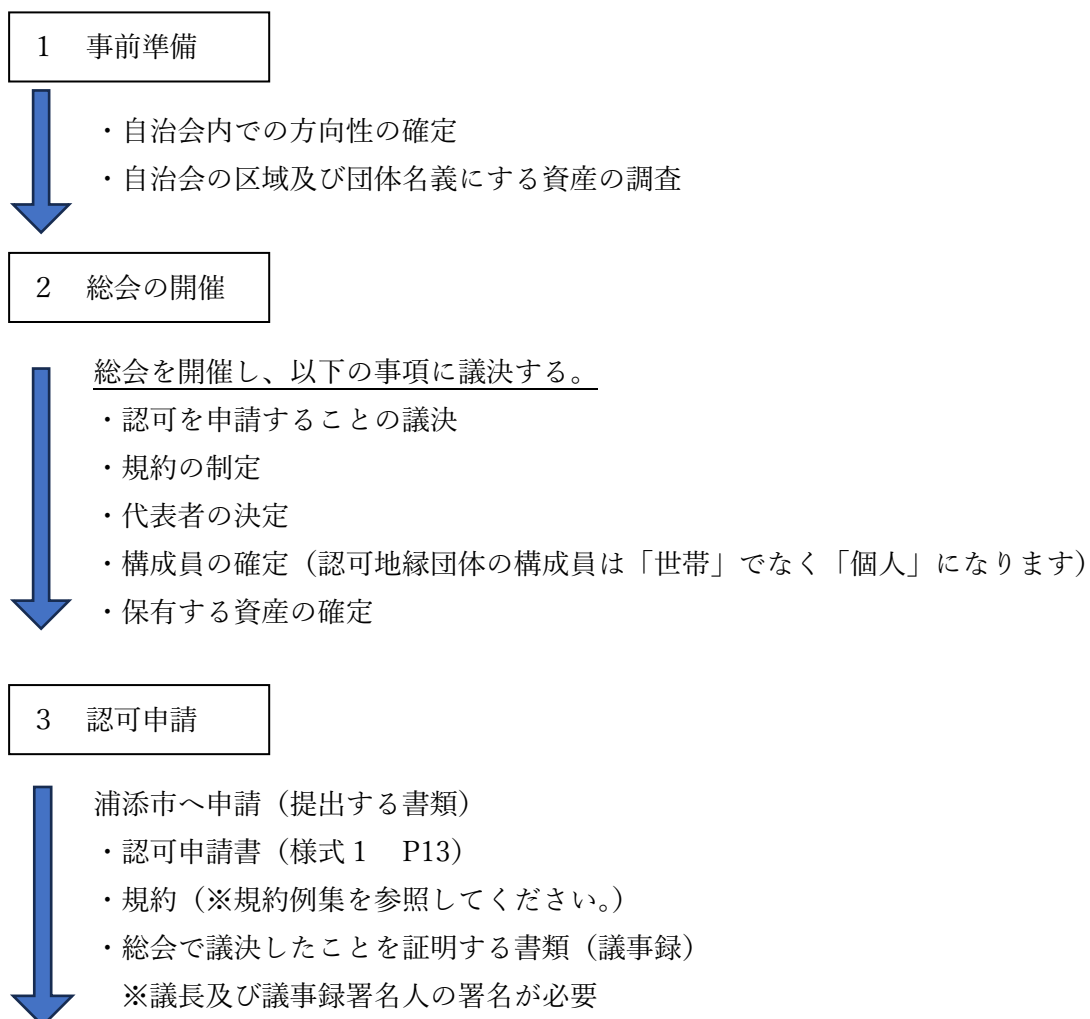 1 事前準備
・自治会内での方向性の確定
・自治会の区域及び団体名義にする資産の調査
2 総会の開催
総会を開催し、以下の事項に議決する。
・認可を申請することの議決
・規約の制定
・代表者の決定
・構成員の確定（認可地縁団体の構成員は「世帯」でなく「個人」になります）
・保有する資産の確定
3 認可申請
浦添市へ申請（提出する書類）
・認可申請書（様式1 P13）
・規約（※規約例集を参照してください。）
・総会で議決したことを証明する書類（議事録）
※議長及び議事録署名人の署名が必要